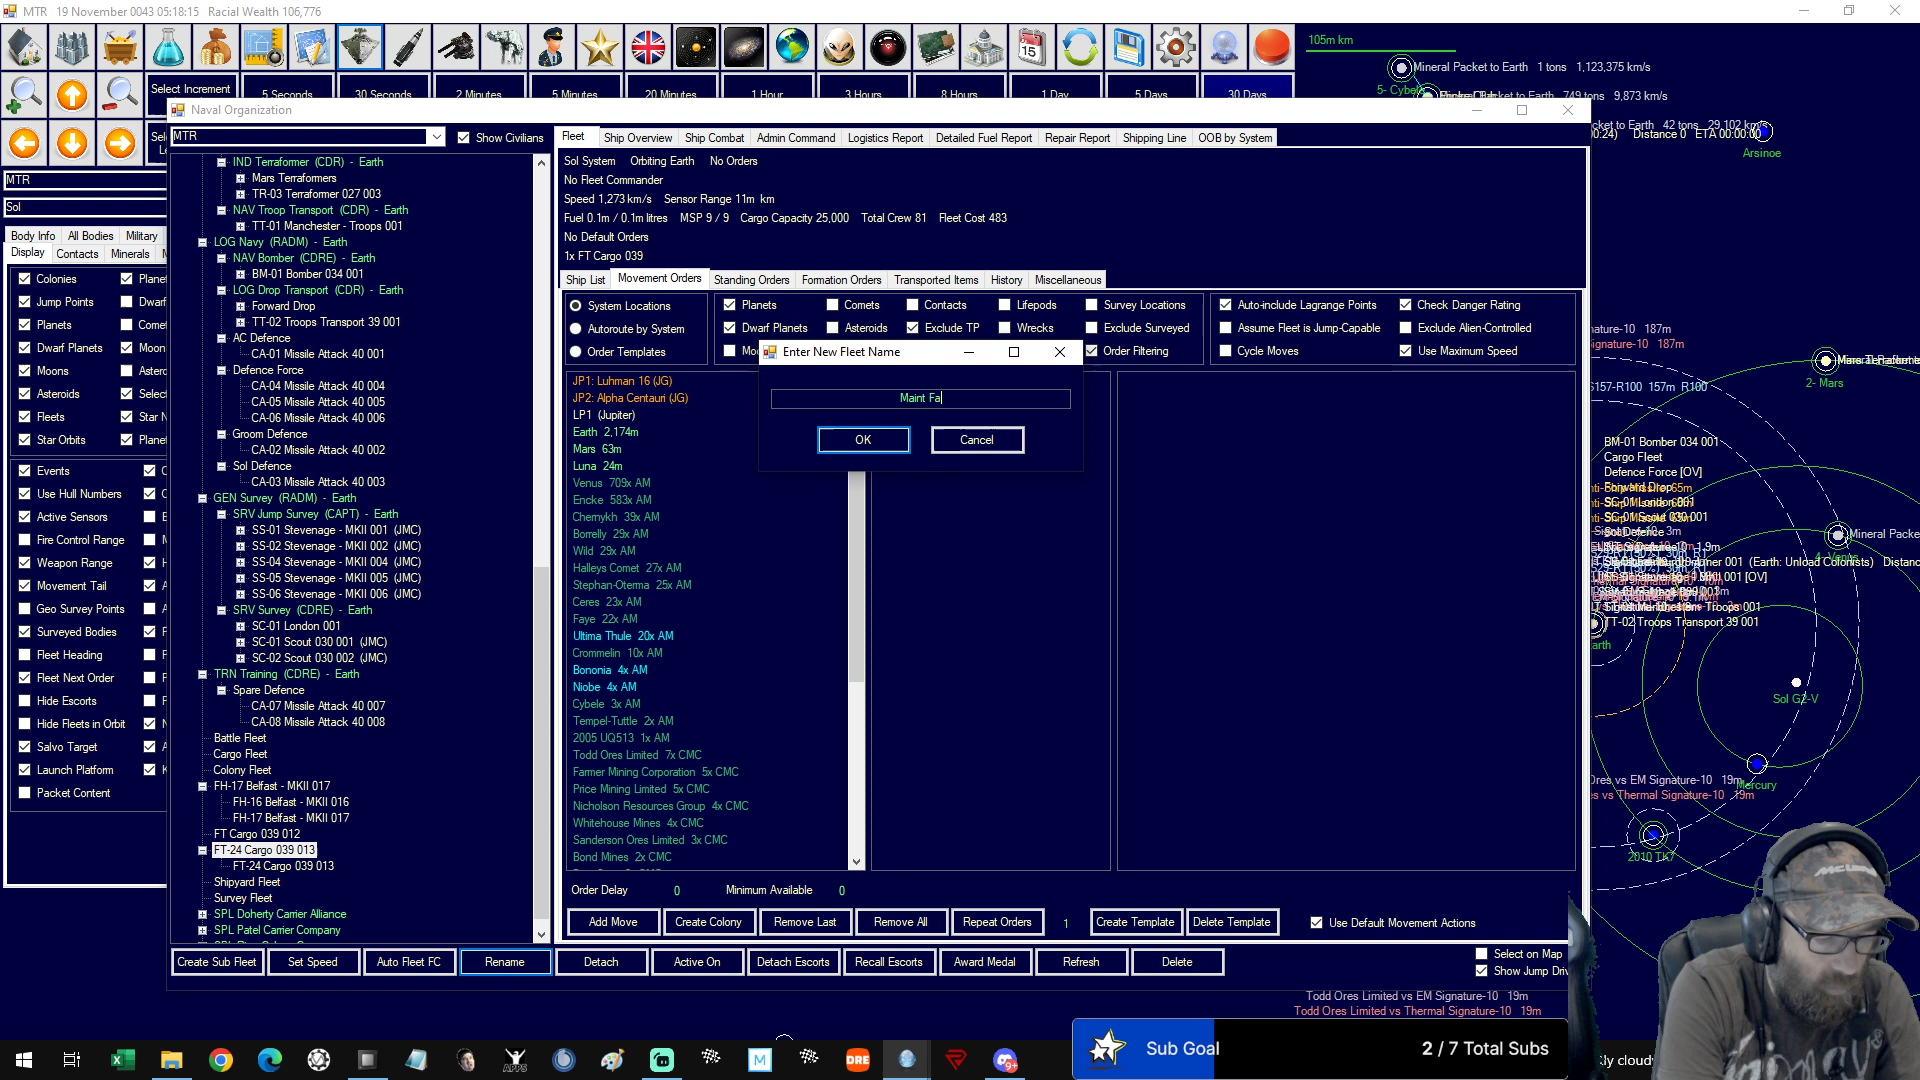 MTR 19 November 0043 05:18:15 Racial Wealth 106,776
Select Increment
5 Seconds
30 Seconds
2 Minutes
5 Minutes
20 Minutes
1 Hour
3 Hours
8 Hours
1 Day
5 Days
30 Days
105m km
Mineral Packet to Earth 1 tons 1,123,375 km/s
Naval Organization
MTR
Show Civilians
Fleet
Ship Overview
Ship Combat
Admin Command
Logistics Report
Detailed Fuel Report
Repair Report
Shipping Line
OOB by System
MTR
Sol
Body Info
All Bodies
Military
Display
Contacts
Minerals
Colonies
Jump Points
Planets
Dwarf Planets
Moons
Asteroids
Fleets
Star Orbits
Events
Use Hull Numbers
Active Sensors
Fire Control Range
Weapon Range
Movement Tail
Geo Survey Points
Surveyed Bodies
Fleet Heading
Fleet Next Order
Hide Escorts
Hide Fleets in Orbit
Salvo Target
Launch Platform
Packet Content
IND Terraformer (CDR) - Earth
Mars Terraformers
TR-03 Terraformer 027 003
NAV Troop Transport (CDR) - Earth
TT-01 Manchester - Troops 001
LOG Navy (RADM) - Earth
NAV Bomber (CDRE) - Earth
BM-01 Bomber 034 001
LOG Drop Transport (CDR) - Earth
Forward Drop
TT-02 Troops Transport 39 001
AC Defence
CA-01 Missile Attack 40 001
Defence Force
CA-04 Missile Attack 40 004
CA-05 Missile Attack 40 005
CA-06 Missile Attack 40 006
Groom Defence
CA-02 Missile Attack 40 002
Sol Defence
CA-03 Missile Attack 40 003
GEN Survey (RADM) - Earth
SRV Jump Survey (CAPT) - Earth
SS-01 Stevenage - MKII 001 (JMC)
SS-02 Stevenage - MKII 002 (JMC)
SS-04 Stevenage - MKII 004 (JMC)
SS-05 Stevenage - MKII 005 (JMC)
SS-06 Stevenage - MKII 006 (JMC)
SRV Survey (CDRE) - Earth
SC-01 London 001
SC-01 Scout 030 001 (JMC)
SC-02 Scout 030 002 (JMC)
TRN Training (CDRE) - Earth
Spare Defence
CA-07 Missile Attack 40 007
CA-08 Missile Attack 40 008
Battle Fleet
Cargo Fleet
Colony Fleet
FH-17 Belfast - MKII 017
FH-16 Belfast - MKII 016
FH-17 Belfast - MKII 017
FT Cargo 039 012
FT-24 Cargo 039 013
FT-24 Cargo 039 013
Shipyard Fleet
Survey Fleet
SPL Doherty Carrier Alliance
SPL Patel Carrier Company
Sol System Orbiting Earth No Orders
No Fleet Commander
Speed 1,273 km/s Sensor Range 11m km
Fuel 0.1m / 0.1m litres MSP 9 / 9 Cargo Capacity 25,000 Total Crew 81 Fleet Cost 483
No Default Orders
1x FT Cargo 039
Ship List
Movement Orders
Standing Orders
Formation Orders
Transported Items
History
Miscellaneous
System Locations
Autoroute by System
Order Templates
Planets
Comets
Contacts
Lifepods
Survey Locations
Dwarf Planets
Asteroids
Exclude TP
Wrecks
Exclude Surveyed
Order Filtering
Auto-include Lagrange Points
Check Danger Rating
Assume Fleet is Jump-Capable
Exclude Alien-Controlled
Cycle Moves
Use Maximum Speed
Enter New Fleet Name
Maint Fa
OK
Cancel
JP1: Luhman 16 (JG)
JP2: Alpha Centauri (JG)
LP1 (Jupiter)
Earth 2,174m
Mars 63m
Luna 24m
Venus 709x AM
Encke 583x AM
Chernykh 39x AM
Borrelly 29x AM
Wild 29x AM
Halleys Comet 27x AM
Stephan-Oterma 25x AM
Ceres 23x AM
Faye 22x AM
Ultima Thule 20x AM
Crommelin 10x AM
Bononia 4x AM
Niobe 4x AM
Cybele 3x AM
Tempel-Tuttle 2x AM
2005 UQ513 1x AM
Todd Ores Limited 7x CMC
Farmer Mining Corporation 5x CMC
Price Mining Limited 5x CMC
Nicholson Resources Group 4x CMC
Whitehouse Mines 4x CMC
Sanderson Ores Limited 3x CMC
Bond Mines 2x CMC
Order Delay 0 Minimum Available 0
Add Move
Create Colony
Remove Last
Remove All
Repeat Orders
1
Create Template
Delete Template
Use Default Movement Actions
Create Sub Fleet
Set Speed
Auto Fleet FC
Rename
Detach
Active On
Detach Escorts
Recall Escorts
Award Medal
Refresh
Delete
Select on Map
Arsinoe
2- Mars
BM-01 Bomber 034 001
Cargo Fleet
Defence Force [OV]
TT-02 Troops Transport 39 001
Sol G2-V
Mercury
2010 TK7
Todd Ores Limited vs EM Signature-10 19m
Todd Ores Limited vs Thermal Signature-10 19m
Sub Goal
2 / 7 Total Subs